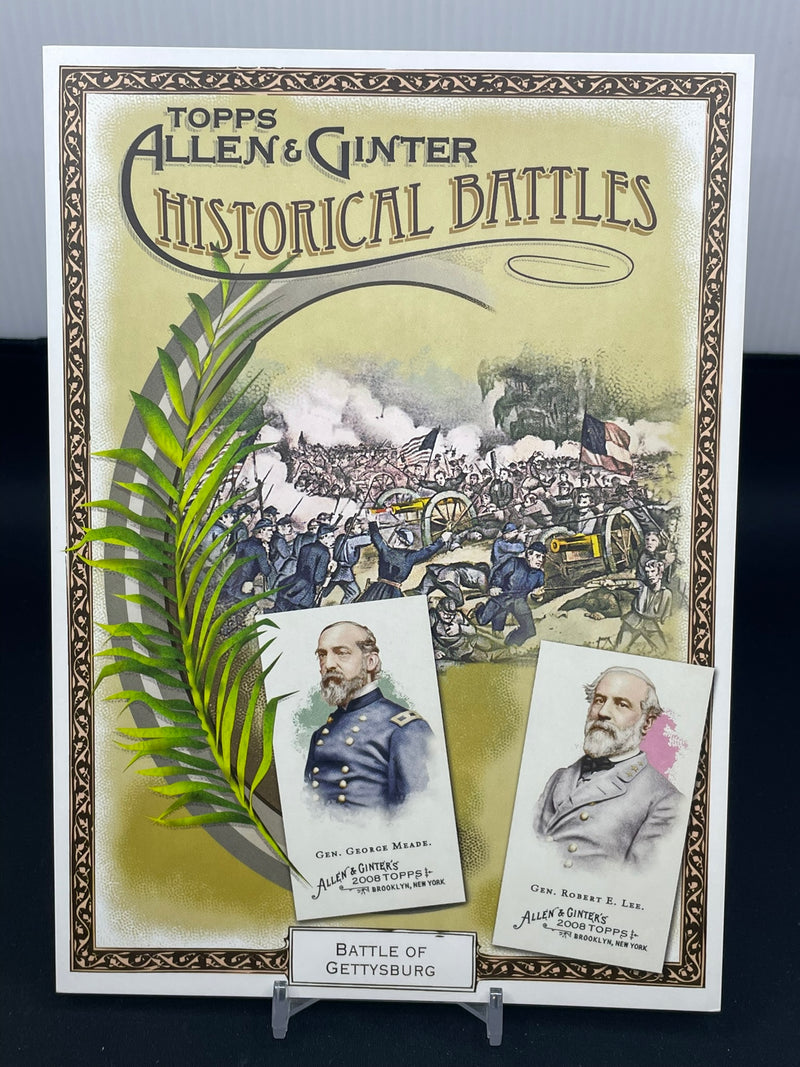 TOPPS
ALLEN & GINTER
HISTORICAL BATTLES
GEN. GEORGE MEADE.
ALLEN & GINTER'S
2008 TOPPS
BROOKLYN, NEW YORK
GEN. ROBERT E. LEE.
ALLEN & GINTER'S
2008 TOPPS
BROOKLYN, NEW YORK
BATTLE OF
GETTYSBURG